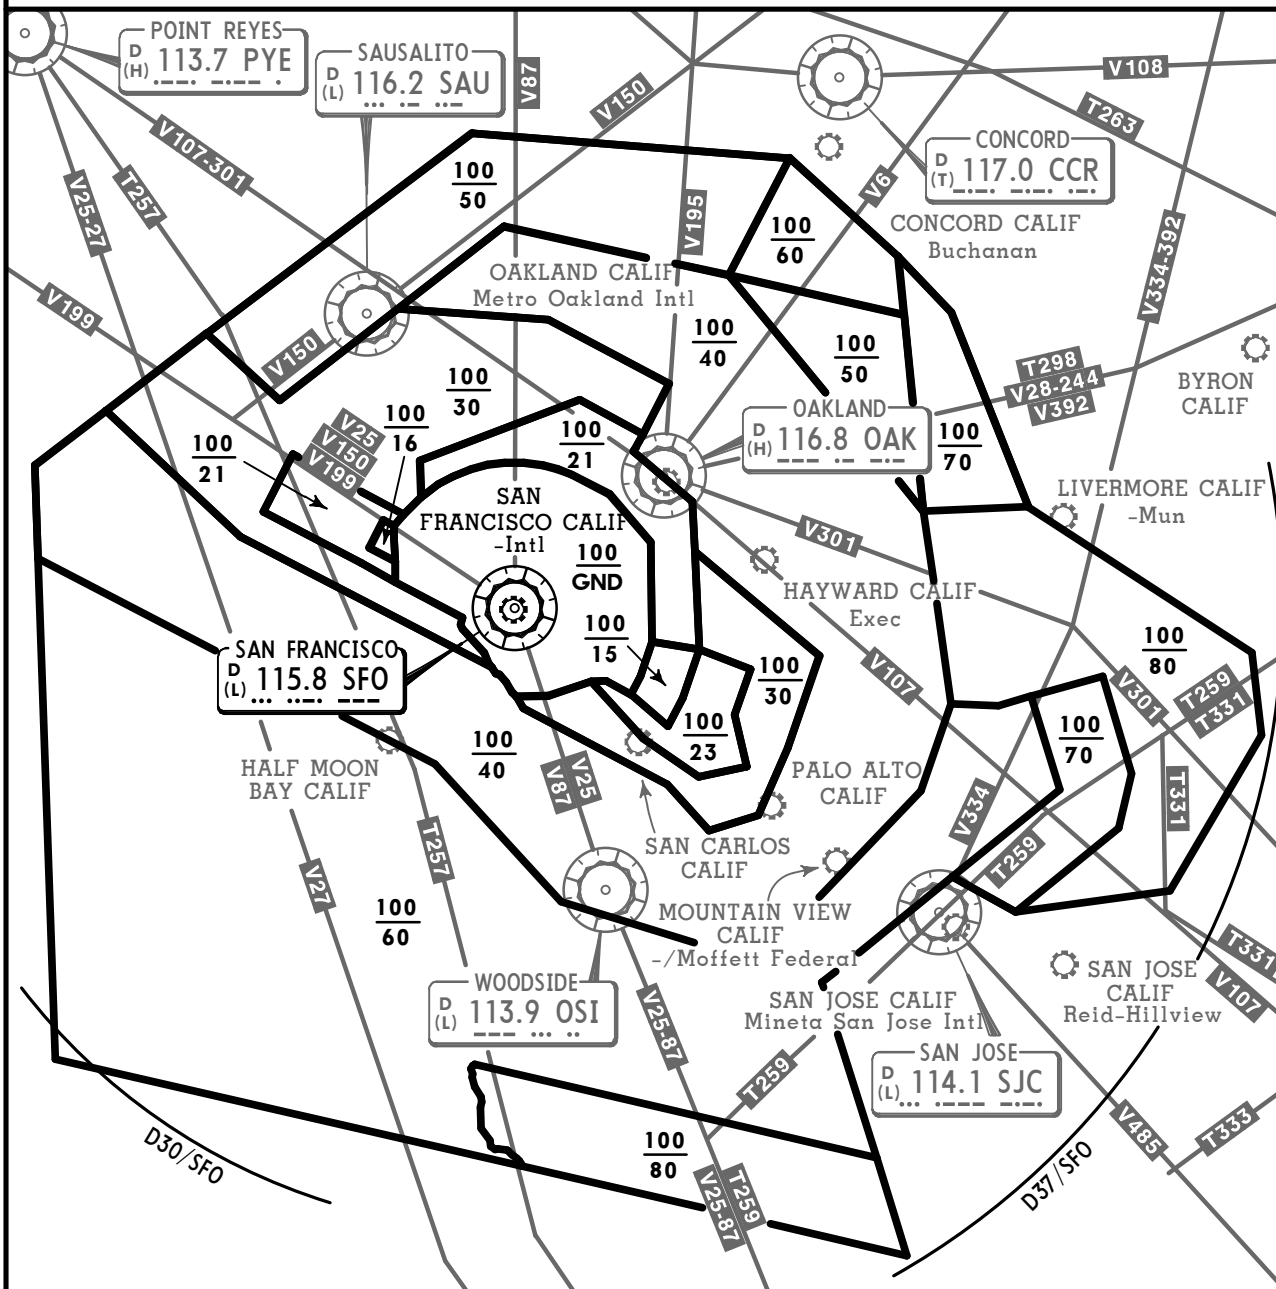 POINT REYES
D
(H) 113.7 PYE
SAUSALITO
D
(L) 116.2 SAU
V87
V150
V108
T263
CONCORD
D
(T) 117.0 CCR
V107-301
V25-27
T257
V6
V195
V334-392
100
50
100
60
CONCORD CALIF
Buchanan
OAKLAND CALIF
Metro Oakland Intl
V199
V150
100
40
100
50
T298
V28-244
V392
BYRON
CALIF
100
30
100
16
V25
V150
V199
100
21
100
21
OAKLAND
D
(H) 116.8 OAK
100
70
LIVERMORE CALIF
-Mun
SAN
FRANCISCO CALIF
-Intl
100
GND
V301
HAYWARD CALIF
Exec
100
15
100
80
SAN FRANCISCO
D
(L) 115.8 SFO
100
30
V107
V301
T259
T331
100
23
100
70
HALF MOON
BAY CALIF
100
40
V25
V87
PALO ALTO
CALIF
T331
V334
T259
SAN CARLOS
CALIF
T257
V27
100
60
MOUNTAIN VIEW
CALIF
-/Moffett Federal
T331
V107
SAN JOSE
CALIF
Reid-Hillview
WOODSIDE
D
(L) 113.9 OSI
SAN JOSE CALIF
Mineta San Jose Intl
V25-87
SAN JOSE
D
(L) 114.1 SJC
T259
V485
T333
D30/SFO
D37/SFO
100
80
T259
V25-87